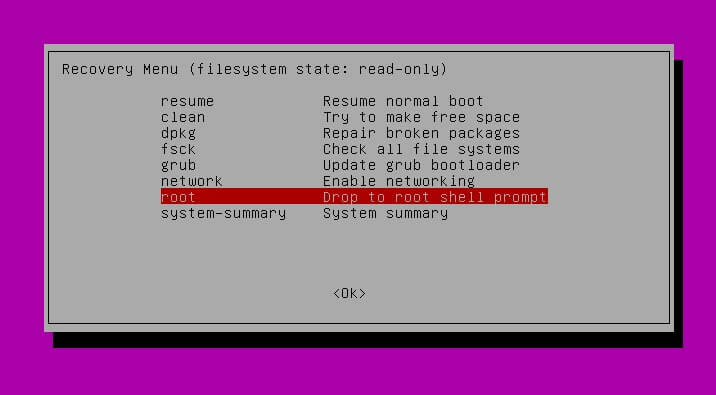 Recovery Menu (filesystem state: read-only)
resume Resume normal boot
clean Try to make free space
dpkg Repair broken packages
fsck Check all file systems
grub Update grub bootloader
network Enable networking
root Drop to root shell prompt
system-summary System summary
<Ok>